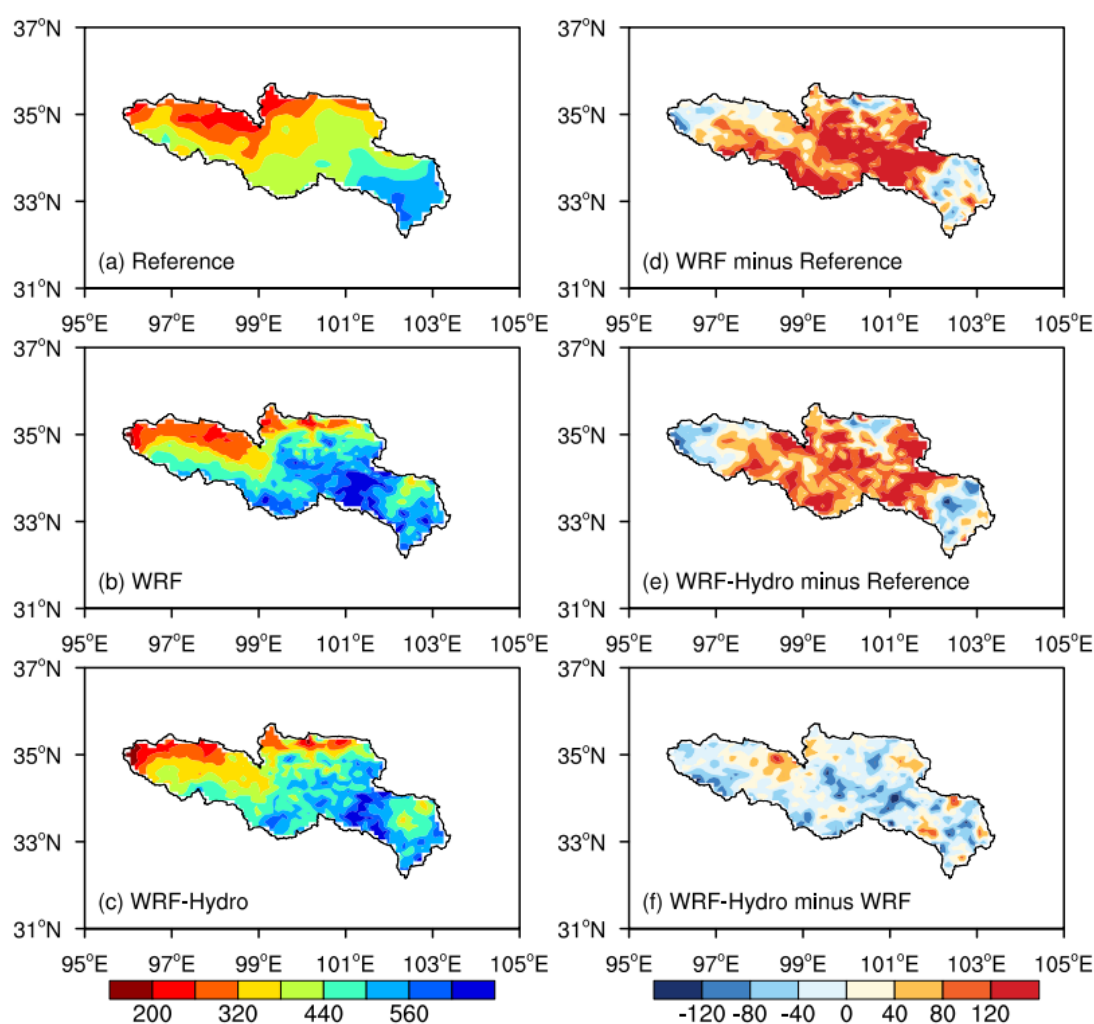 37°N 37°N
35°N 35°N
33°N 33°N
(a) Reference (d) WRF minus Reference
31°N 31°N
95°E 97°E 99°E 101°E 103°E 105°E 95°E 97°E 99°E 101°E 103°E 105°E
37°N 37°N
35°N 35°N
33°N 33°N
(b) WRF (e) WRF-Hydro minus Reference
31°N 31°N
95°E 97°E 99°E 101°E 103°E 105°E 95°E 97°E 99°E 101°E 103°E 105°E
37°N 37°N
35°N 35°N
33°N 33°N
(c) WRF-Hydro (f) WRF-Hydro minus WRF
31°N 31°N
95°E 97°E 99°E 101°E 103°E 105°E 95°E 97°E 99°E 101°E 103°E 105°E
200 320 440 560 -120 -80 -40 0 40 80 120